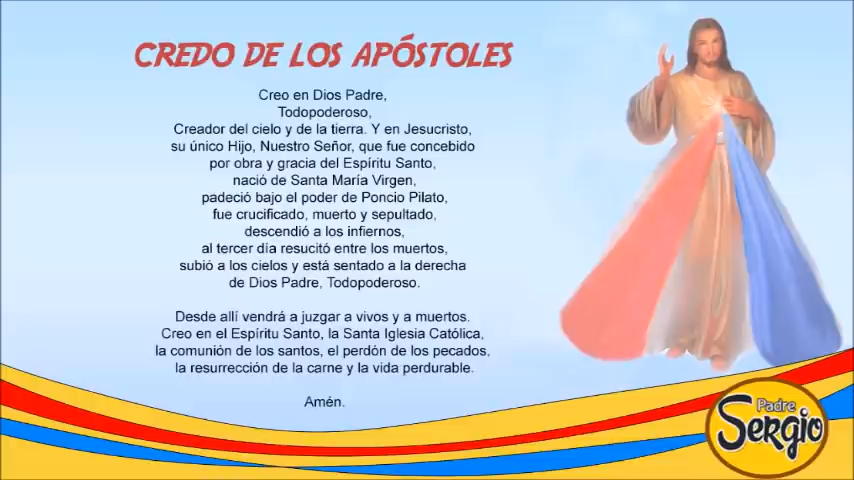 CREDO DE LOS APÓSTOLES
Creo en Dios Padre,
Todopoderoso,
Creador del cielo y de la tierra. Y en Jesucristo,
su único Hijo, Nuestro Señor, que fue concebido
por obra y gracia del Espíritu Santo,
nació de Santa María Virgen,
padeció bajo el poder de Poncio Pilato,
fue crucificado, muerto y sepultado,
descendió a los infiernos,
al tercer día resucitó entre los muertos,
subió a los cielos y está sentado a la derecha
de Dios Padre, Todopoderoso.
Desde allí vendrá a juzgar a vivos y a muertos.
Creo en el Espíritu Santo, la Santa Iglesia Católica,
la comunión de los santos, el perdón de los pecados,
la resurrección de la carne y la vida perdurable.
Amén.
Padre
Sergio